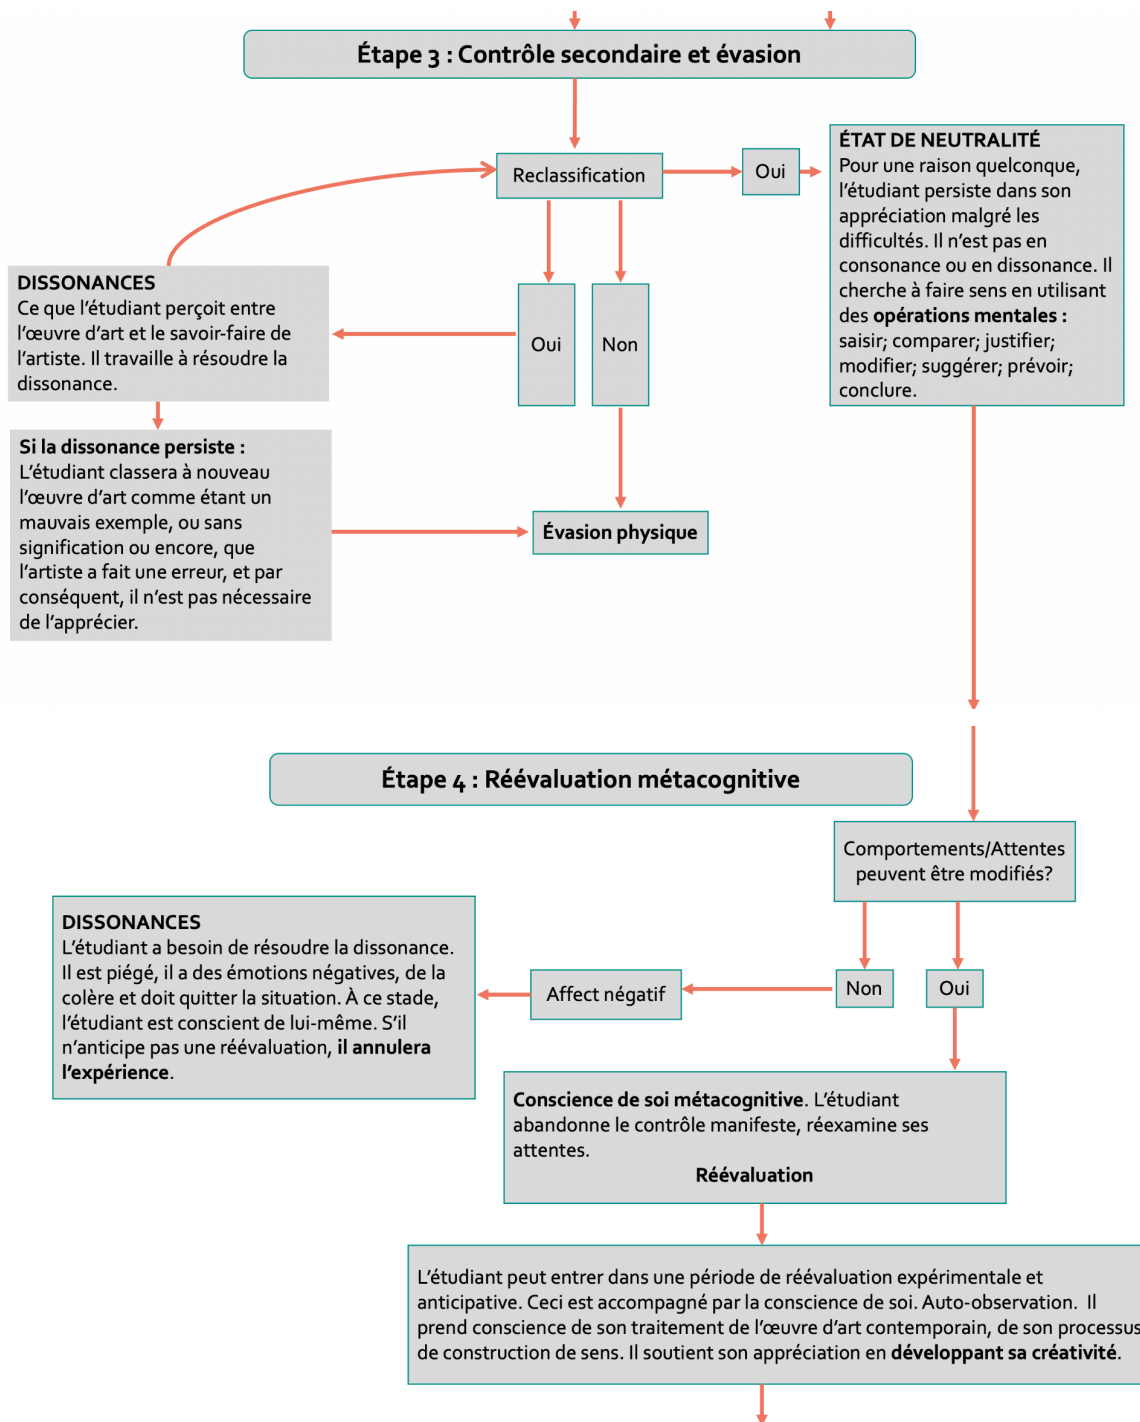 Étape 3 : Contrôle secondaire et évasion
Reclassification
Oui
ÉTAT DE NEUTRALITÉ
Pour une raison quelconque,
l’étudiant persiste dans son
appréciation malgré les
difficultés. Il n’est pas en
consonance ou en dissonance. Il
cherche à faire sens en utilisant
des opérations mentales :
saisir; comparer; justifier;
modifier; suggérer; prévoir;
conclure.
DISSONANCES
Ce que l’étudiant perçoit entre
l’œuvre d’art et le savoir-faire de
l’artiste. Il travaille à résoudre la
dissonance.
Oui
Non
Si la dissonance persiste :
L’étudiant classera à nouveau
l’œuvre d’art comme étant un
mauvais exemple, ou sans
signification ou encore, que
l’artiste a fait une erreur, et par
conséquent, il n’est pas nécessaire
de l’apprécier.
Évasion physique
Étape 4 : Réévaluation métacognitive
Comportements/Attentes
peuvent être modifiés?
DISSONANCES
L’étudiant a besoin de résoudre la dissonance.
Il est piégé, il a des émotions négatives, de la
colère et doit quitter la situation. À ce stade,
l’étudiant est conscient de lui-même. S’il
n’anticipe pas une réévaluation, il annulera
l’expérience.
Affect négatif
Non
Oui
Conscience de soi métacognitive. L’étudiant
abandonne le contrôle manifeste, réexamine ses
attentes.
Réévaluation
L’étudiant peut entrer dans une période de réévaluation expérimentale et
anticipative. Ceci est accompagné par la conscience de soi. Auto-observation. Il
prend conscience de son traitement de l’œuvre d’art contemporain, de son processus
de construction de sens. Il soutient son appréciation en développant sa créativité.